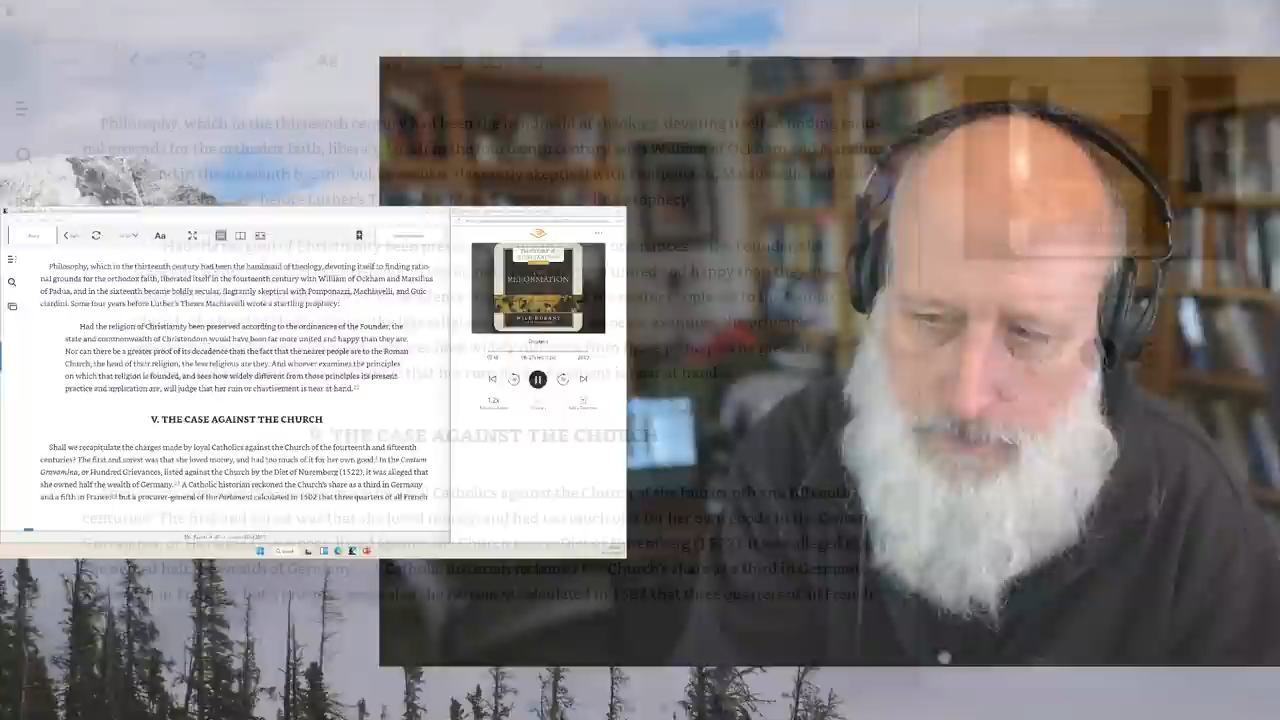 Aa
Philosophy, which in the thirteenth century had been the handmaid of theology, devoting itself to finding ratio-
nal grounds for the orthodox faith, liberated itself in the fourteenth century with William of Ockham and Marsilius
of Padua, and in the sixteenth became boldly secular, flagrantly skeptical with Pomponazzi, Machiavelli, and Guic
ciardini. Some four years before Luther's Theses Machiavelli wrote a startling prophecy:
Had the religion of Christianity been preserved according to the ordinances of the Founder, the
state and commonwealth of Christendom would have been far more united and happy than they are.
Nor can there be a greater proof of its decadence than the fact that the nearer people are to the Roman
Church, the head of their religion, the less religious are they. And whoever examines the principles
on which that religion is founded, and sees how widely different from those principles its present
practice and application are, will judge that her ruin or chastisement is near at hand.22
V. THE CASE AGAINST THE CHURCH
Shall we recapitulate the charges made by loyal Catholics against the Church of the fourteenth and fifteenth
centuries? The first and sorest was that she loved money, and had too much of it for her own good.* In the Centum
Gravamina, or Hundred Grievances, listed against the Church by the Diet of Nuremberg (1522), it was alleged that
she owned half the wealth of Germany.23 A Catholic historian reckoned the Church's share as a third in Germany
and a fifth in France;24 but a procurer-general of the Parlement calculated in 1502 that three quarters of all French
REFORMATION
WILL DURANT
1.2x
V. THE CASE AGAINST THE CHURCH